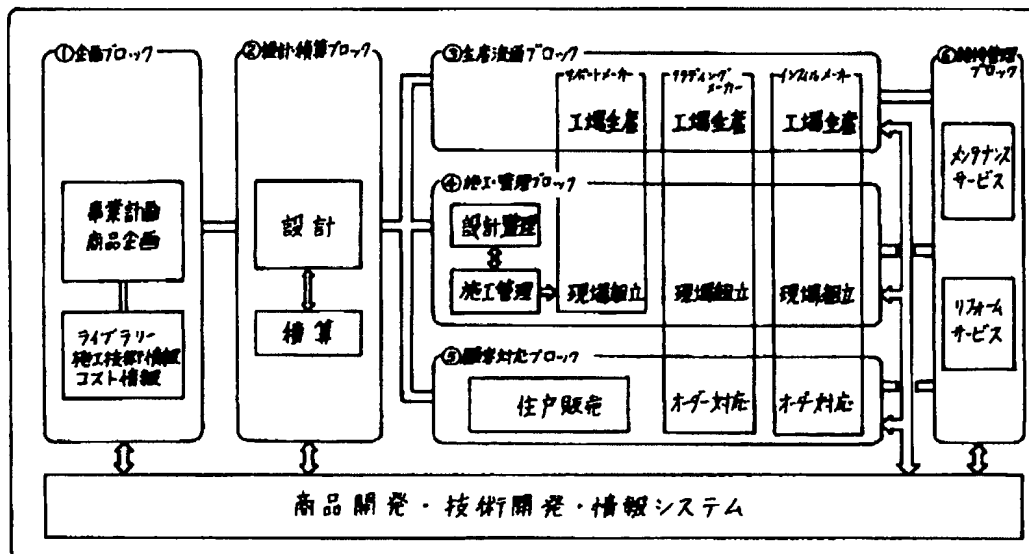 ①企画ブロック
事業計画
商品企画
ライブラリー
施工技術情報
コスト情報
②設計・積算ブロック
設計
積算
③生産流通ブロック
サポートメーカー
工場生産
クラディング
メーカー
工場生産
インフィルメーカー
工場生産
④施工・管理ブロック
設計監理
施工管理
現場組立
現場組立
現場組立
⑤顧客対応ブロック
住戸販売
オーダー対応
オーダー対応
⑥維持管理
ブロック
メンテナンス
サービス
リフォーム
サービス
商品開発・技術開発・情報システム